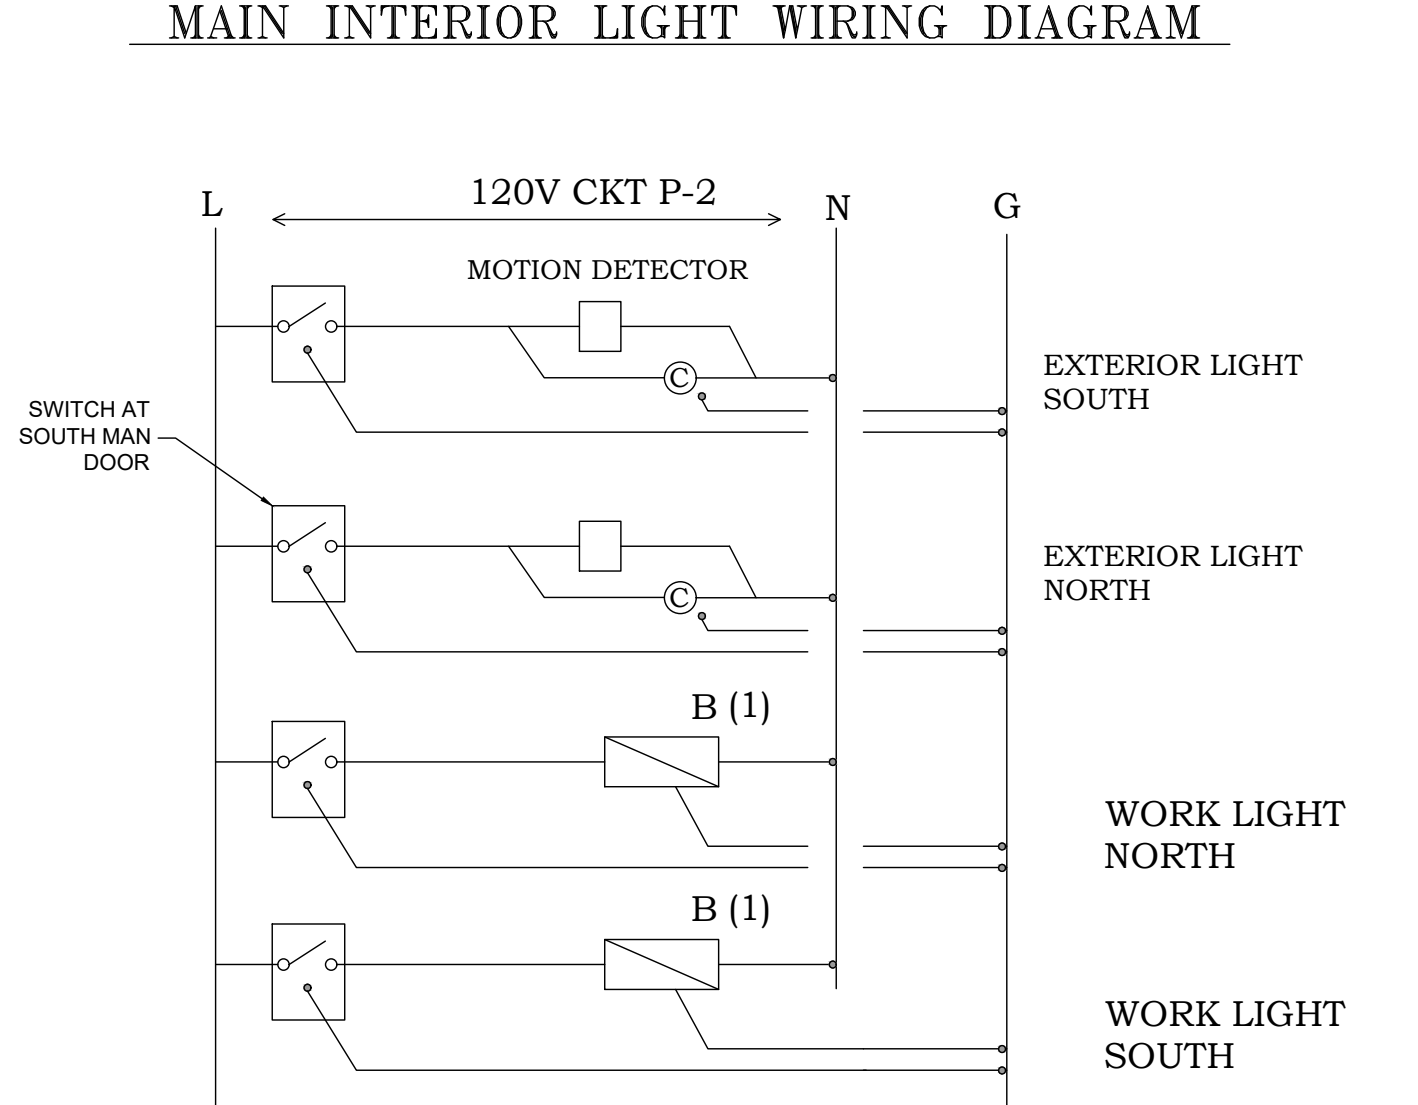 MAIN INTERIOR LIGHT WIRING DIAGRAM
120V CKT P-2
L
N
G
MOTION DETECTOR
EXTERIOR LIGHT
SOUTH
C
SWITCH AT
SOUTH MAN
DOOR
EXTERIOR LIGHT
NORTH
C
B (1)
WORK LIGHT
NORTH
B (1)
WORK LIGHT
SOUTH